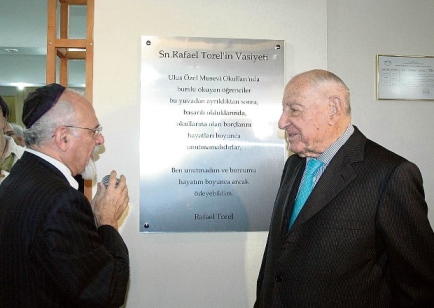 Sn.Rafael Torel'in Vasiyeti
Ulus Özel Musevi Okulları'nda
burslu okuyan öğrenciler
bu yuvadan ayrıldıktan sonra,
başarılı olduklarında,
okullarına olan borçlarını
hayatları boyunca
unutmamalıdırlar.
Ben unutmadım ve borcumu
hayatım boyunca ancak
ödeyebildim.
Rafael Torel